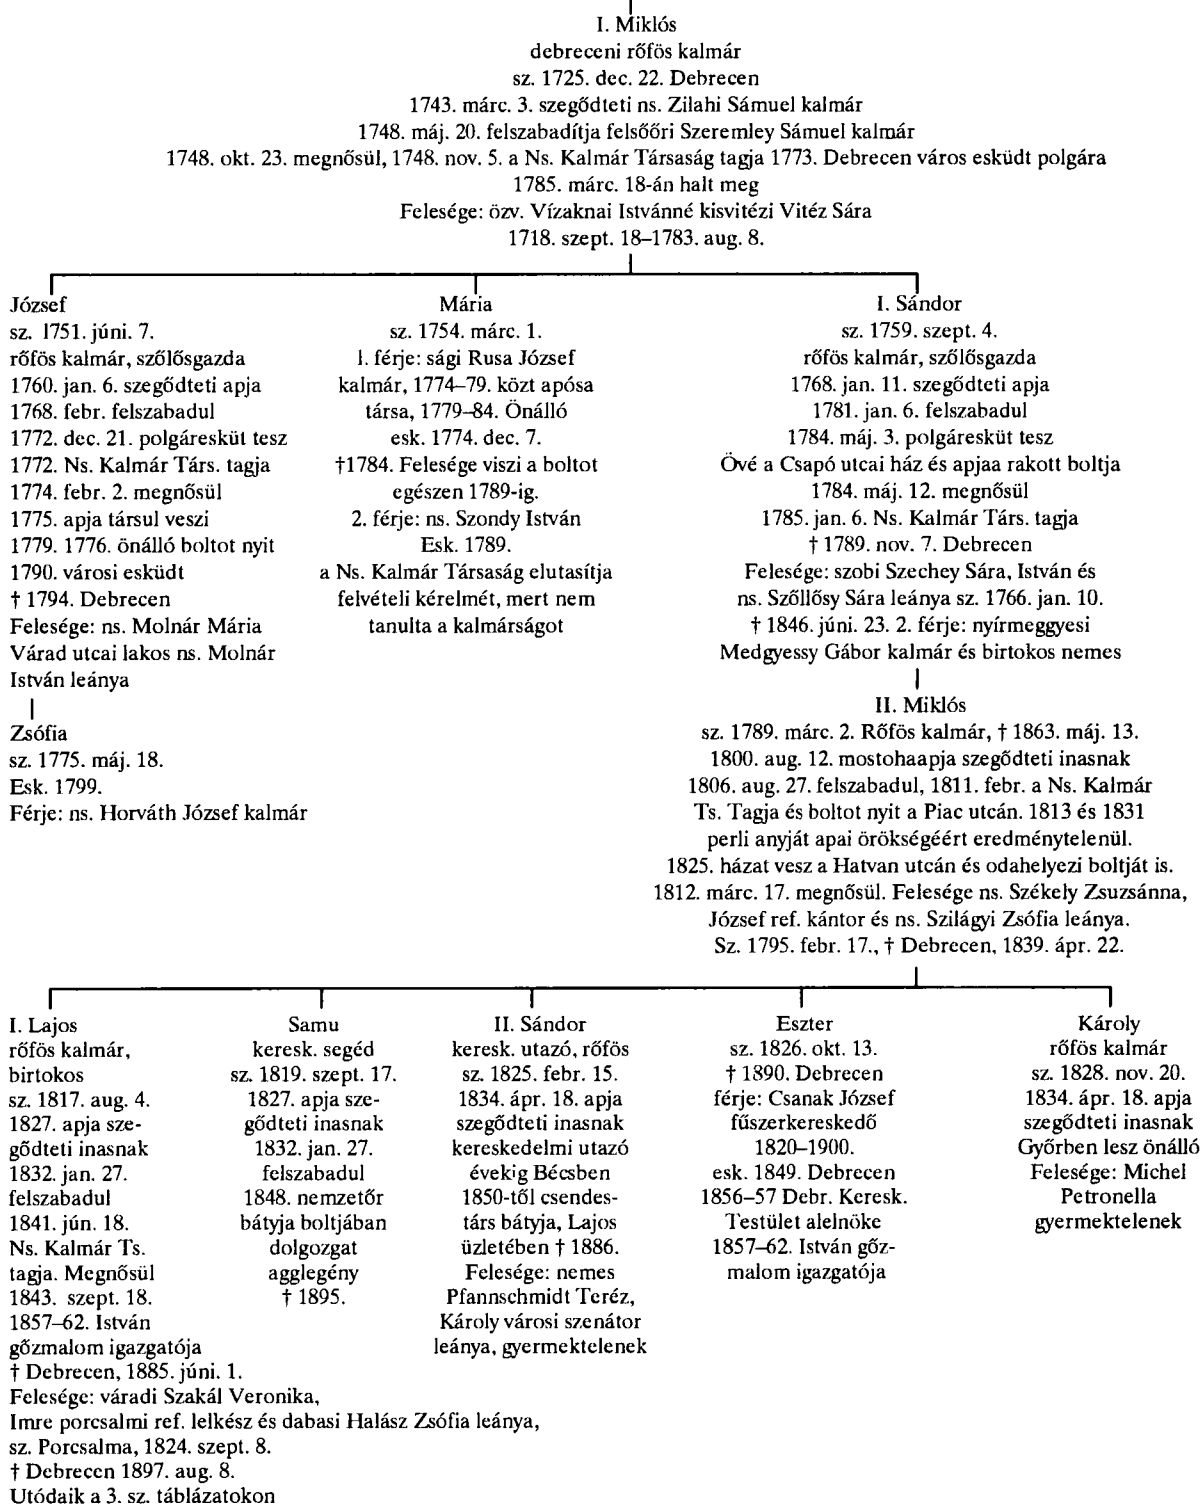 I. Miklós
debreceni rőfös kalmár
sz. 1725. dec. 22. Debrecen
1743. márc. 3. szegődteti ns. Zilahi Sámuel kalmár
1748. máj. 20. felszabadítja felsőőri Szeremley Sámuel kalmár
1748. okt. 23. megnősül, 1748. nov. 5. a Ns. Kalmár Társaság tagja 1773. Debrecen város esküdt polgára
1785. márc. 18-án halt meg
Felesége: özv. Vízaknai Istvánné kisvitézi Vitéz Sára
1718. szept. 18–1783. aug. 8.
József
sz. 1751. júni. 7.
rőfös kalmár, szőlősgazda
1760. jan. 6. szegődteti apja
1768. febr. felszabadul
1772. dec. 21. polgáresküt tesz
1772. Ns. Kalmár Társ. tagja
1774. febr. 2. megnősül
1775. apja társul veszi
1779. 1776. önálló boltot nyit
1790. városi esküdt
† 1794. Debrecen
Felesége: ns. Molnár Mária
Várad utcai lakos ns. Molnár
István leánya
Zsófia
sz. 1775. máj. 18.
Esk. 1799.
Férje: ns. Horváth József kalmár
Mária
sz. 1754. márc. 1.
1. férje: sági Rusa József
kalmár, 1774–79. közt apósa
társa, 1779–84. Önálló
esk. 1774. dec. 7.
†1784. Felesége viszi a boltot
egészen 1789-ig.
2. férje: ns. Szondy István
Esk. 1789.
a Ns. Kalmár Társaság elutasítja
felvételi kérelmét, mert nem
tanulta a kalmárságot
I. Sándor
sz. 1759. szept. 4.
rőfös kalmár, szőlősgazda
1768. jan. 11. szegődteti apja
1781. jan. 6. felszabadul
1784. máj. 3. polgáresküt tesz
Övé a Csapó utcai ház és apjaa rakott boltja
1784. máj. 12. megnősül
1785. jan. 6. Ns. Kalmár Társ. tagja
† 1789. nov. 7. Debrecen
Felesége: szobi Szechey Sára, István és
ns. Szőllősy Sára leánya sz. 1766. jan. 10.
† 1846. júni. 23. 2. férje: nyírmeggyesi
Medgyessy Gábor kalmár és birtokos nemes
II. Miklós
sz. 1789. márc. 2. Rőfös kalmár, † 1863. máj. 13.
1800. aug. 12. mostohaapja szegődteti inasnak
1806. aug. 27. felszabadul, 1811. febr. a Ns. Kalmár
Ts. Tagja és boltot nyit a Piac utcán. 1813 és 1831
perli anyját apai örökségéért eredménytelenül.
1825. házat vesz a Hatvan utcán és odahelyezi boltját is.
1812. márc. 17. megnősül. Felesége ns. Székely Zsuzsánna,
József ref. kántor és ns. Szilágyi Zsófia leánya.
Sz. 1795. febr. 17., † Debrecen, 1839. ápr. 22.
I. Lajos
rőfös kalmár,
birtokos
sz. 1817. aug. 4.
1827. apja sze-
gődteti inasnak
1832. jan. 27.
felszabadul
1841. jún. 18.
Ns. Kalmár Ts.
tagja. Megnősül
1843. szept. 18.
1857–62. István
gőzmalom igazgatója
† Debrecen, 1885. júni. 1.
Felesége: váradi Szakál Veronika,
Imre porcsalmi ref. lelkész és dabasi Halász Zsófia leánya,
sz. Porcsalma, 1824. szept. 8.
† Debrecen 1897. aug. 8.
Utódaik a 3. sz. táblázatokon
Samu
keresk. segéd
sz. 1819. szept. 17.
1827. apja sze-
gődteti inasnak
1832. jan. 27.
felszabadul
1848. nemzetőr
bátyja boltjában
dolgozgat
agglegény
† 1895.
II. Sándor
keresk. utazó, rőfös
sz. 1825. febr. 15.
1834. ápr. 18. apja
szegődteti inasnak
kereskedelmi utazó
évekig Bécsben
1850-től csendes-
társ bátyja, Lajos
üzletében † 1886.
Felesége: nemes
Pfannschmidt Teréz,
Károly városi szenátor
leánya, gyermektelenek
Eszter
sz. 1826. okt. 13.
† 1890. Debrecen
férje: Csanak József
fűszerkereskedő
1820–1900.
esk. 1849. Debrecen
1856–57 Debr. Keresk.
Testület alelnöke
1857–62. István gőz-
malom igazgatója
Károly
rőfös kalmár
sz. 1828. nov. 20.
1834. ápr. 18. apja
szegődteti inasnak
Győrben lesz önálló
Felesége: Michel
Petronella
gyermektelenek